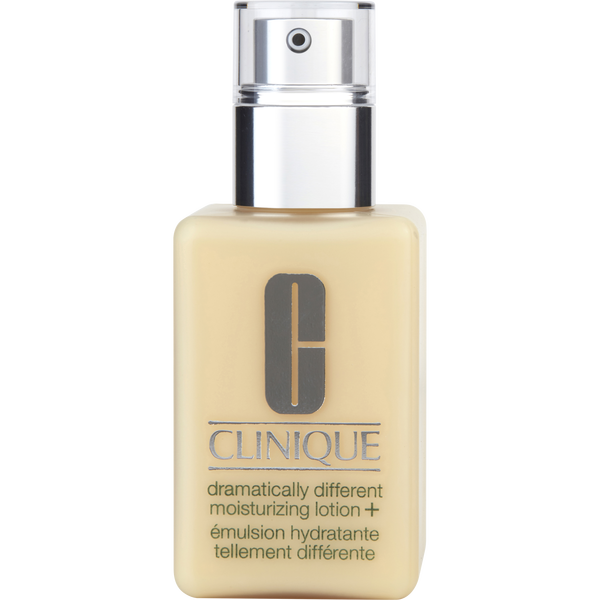 C
CLINIQUE
dramatically different
moisturizing lotion +
émulsion hydratante
tellement différente